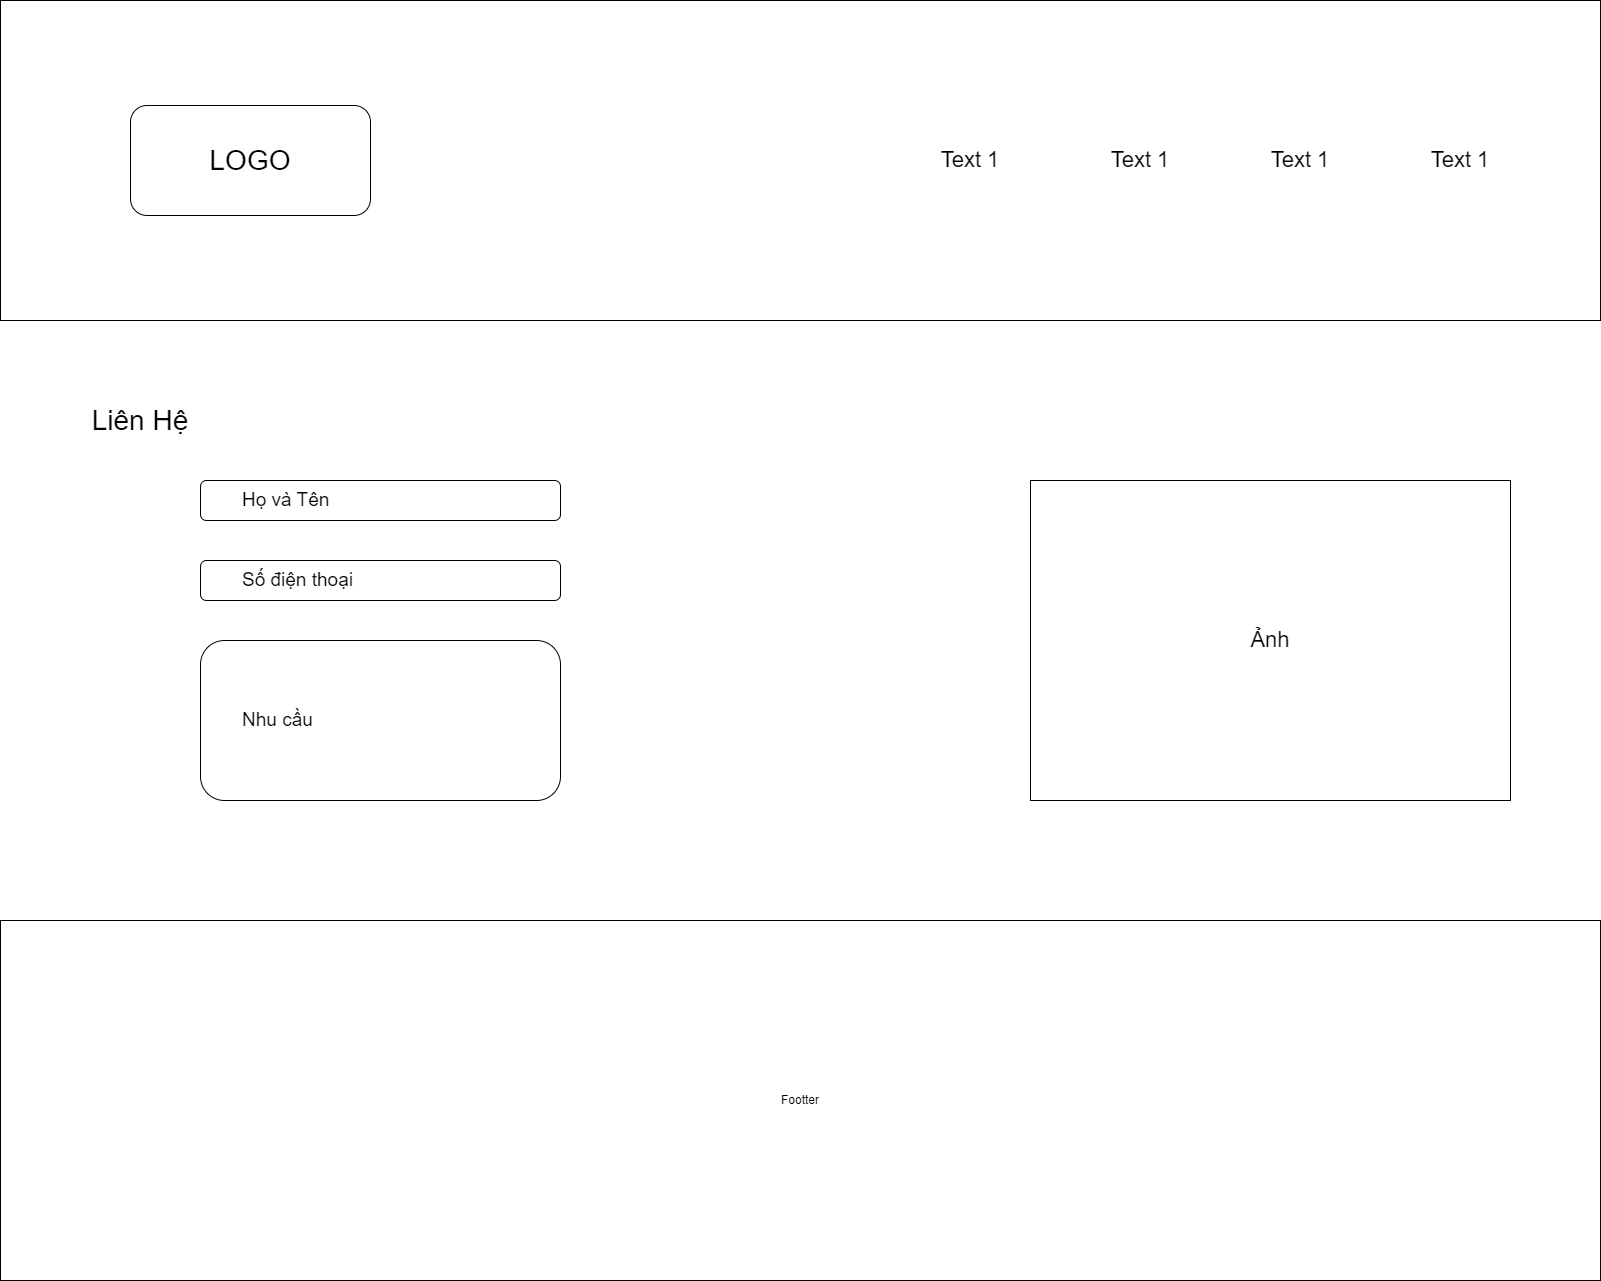 LOGO
Text 1
Text 1
Text 1
Text 1
Liên Hệ
Họ và Tên
Số điện thoại
Nhu cầu
Ảnh
Footter